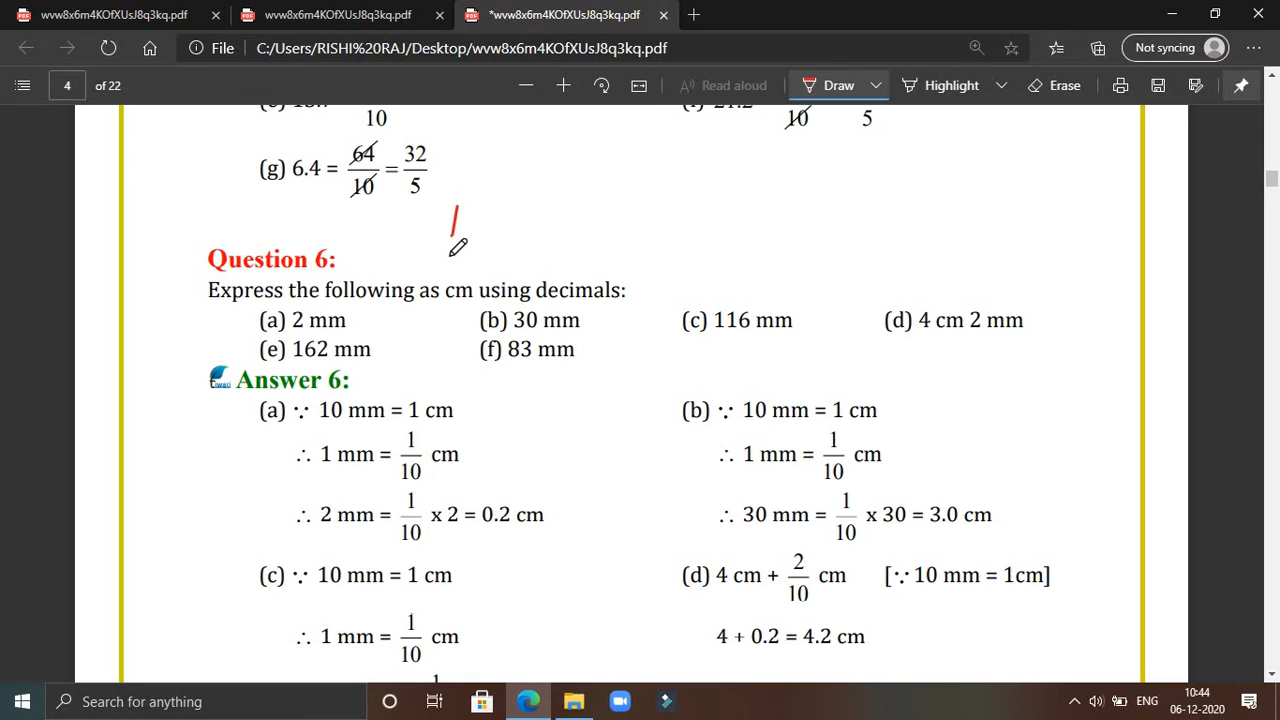 wvw8x6m4KOfXUsJ8q3kq.pdf
wvw8x6m4KOfXUsJ8q3kq.pdf
*wvw8x6m4KOfXUsJ8q3kq.pdf
File C:/Users/RISHI%20RAJ/Desktop/wvw8x6m4KOfXUsJ8q3kq.pdf Not syncing
4 of 22 Read aloud Draw Highlight Erase
10 10 5
(g) 6.4 = 64/10 = 32/5
Question 6:
Express the following as cm using decimals:
(a) 2 mm (b) 30 mm (c) 116 mm (d) 4 cm 2 mm
(e) 162 mm (f) 83 mm
Answer 6:
(a) ∵ 10 mm = 1 cm (b) ∵ 10 mm = 1 cm
∴ 1 mm = 1/10 cm ∴ 1 mm = 1/10 cm
∴ 2 mm = 1/10 x 2 = 0.2 cm ∴ 30 mm = 1/10 x 30 = 3.0 cm
(c) ∵ 10 mm = 1 cm (d) 4 cm + 2/10 cm [∵10 mm = 1cm]
∴ 1 mm = 1/10 cm 4 + 0.2 = 4.2 cm
1
Search for anything ENG 10:44
06-12-2020